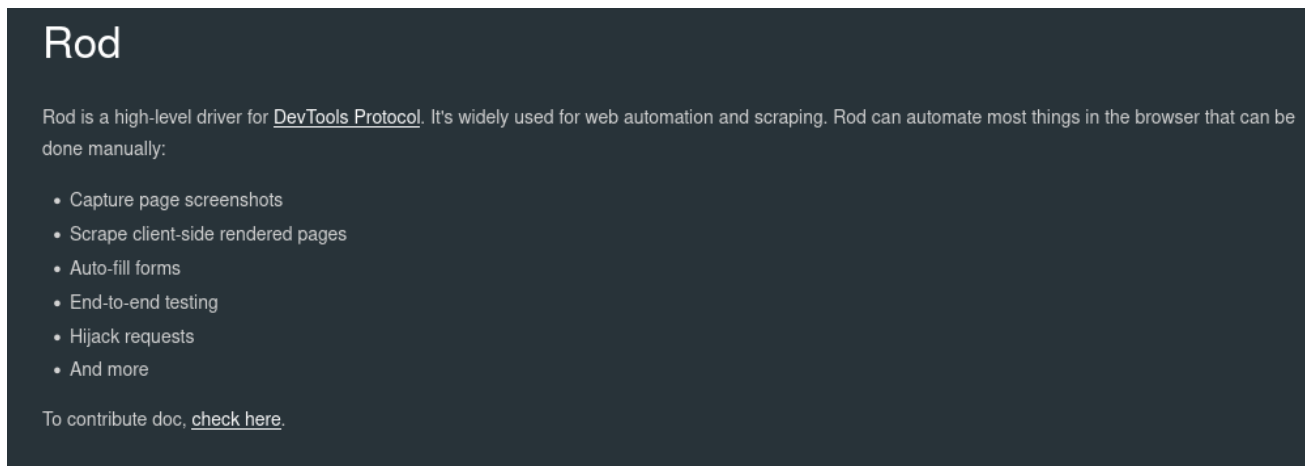 Rod
Rod is a high-level driver for DevTools Protocol. It's widely used for web automation and scraping. Rod can automate most things in the browser that can be
done manually:
• Capture page screenshots
• Scrape client-side rendered pages
• Auto-fill forms
• End-to-end testing
• Hijack requests
• And more
To contribute doc, check here.